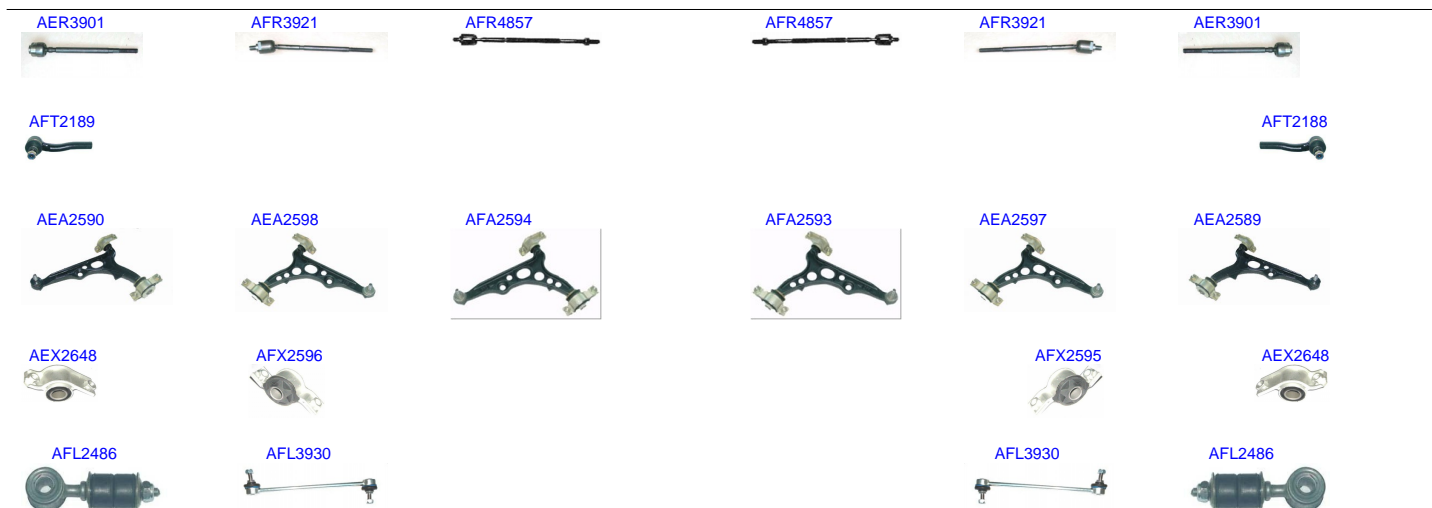 AER3901 AFR3921 AFR4857 AFR4857 AFR3921 AER3901
AFT2189 AFT2188
AEA2590 AEA2598 AFA2594 AFA2593 AEA2597 AEA2589
AEX2648 AFX2596 AFX2595 AEX2648
AFL2486 AFL3930 AFL3930 AFL2486